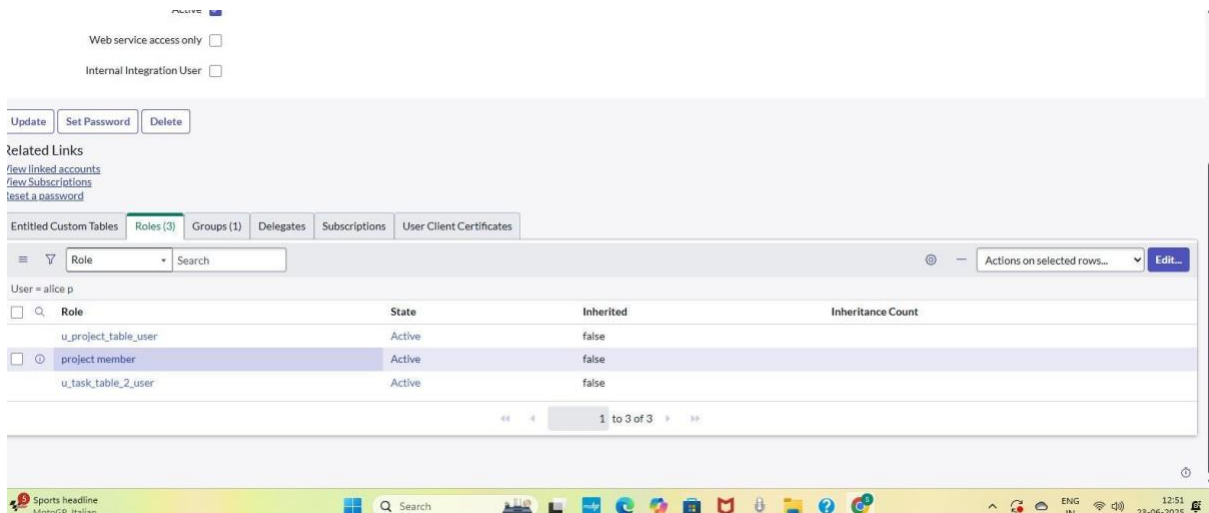 Active
Web service access only
Internal Integration User
Update Set Password Delete
Related Links
View linked accounts
View Subscriptions
Reset a password
Entitled Custom Tables Roles (3) Groups (1) Delegates Subscriptions User Client Certificates
Role Search Actions on selected rows... Edit...
User = alice p
Role State Inherited Inheritance Count
u_project_table_user Active false
project member Active false
u_task_table_2_user Active false
1 to 3 of 3
5 Sports headline Search ENG 12:51
MotoGP, Italian IN 23-06-2025